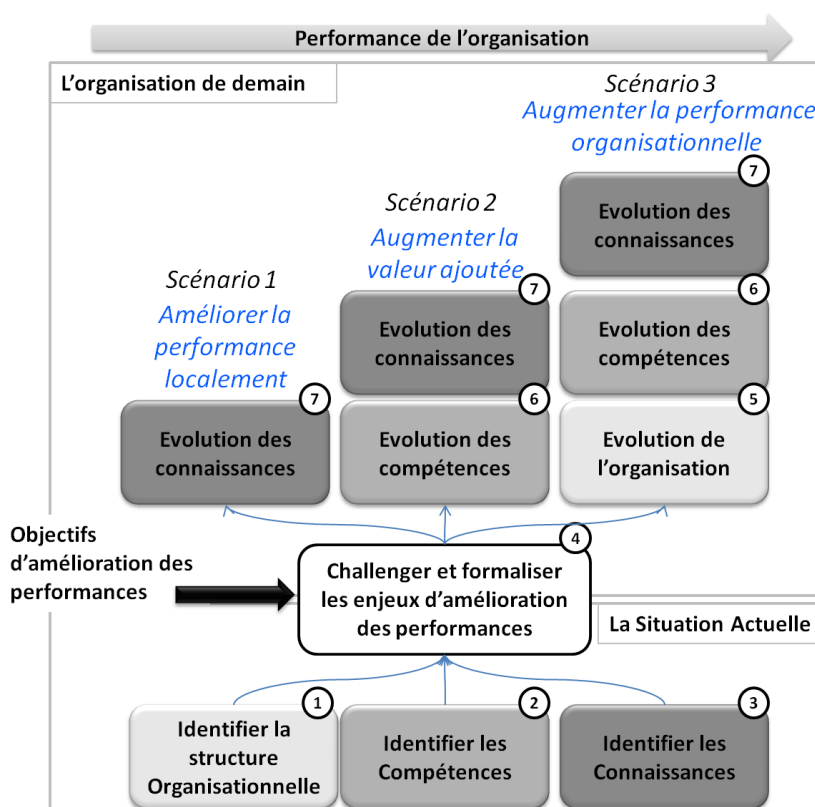 Performance de l'organisation
L'organisation de demain
Scénario 3
Augmenter la performance
organisationnelle
7
Evolution des
connaissances
Scénario 2
Augmenter la
valeur ajoutée
7
Evolution des
connaissances
6
Evolution des
compétences
Scénario 1
Améliorer la
performance
localement
7
Evolution des
connaissances
6
Evolution des
compétences
5
Evolution de
l'organisation
Objectifs
d'amélioration des
performances
4
Challenger et formaliser
les enjeux d'amélioration
des performances
La Situation Actuelle
1
Identifier la
structure
Organisationnelle
2
Identifier les
Compétences
3
Identifier les
Connaissances